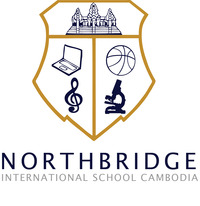 NORTHBRIDGE
INTERNATIONAL SCHOOL CAMBODIA